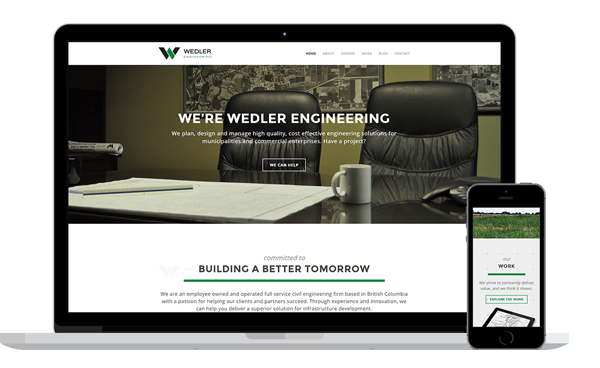 WEDLER
ENGINEERING
HOME ABOUT CAREERS WORK BLOG CONTACT
WE'RE WEDLER ENGINEERING
We plan, design and manage high quality, cost effective engineering solutions for
municipalities and commercial enterprises. Have a project?
WE CAN HELP
committed to
BUILDING A BETTER TOMORROW
We are an employee owned and operated full service civil engineering firm based in British Columbia
with a passion for helping our clients and partners succeed. Through experience and innovation, we
can help you deliver a superior solution for infrastructure development.
our
WORK
We strive to consistently deliver
value, and we think it shows.
EXPLORE THE WORK